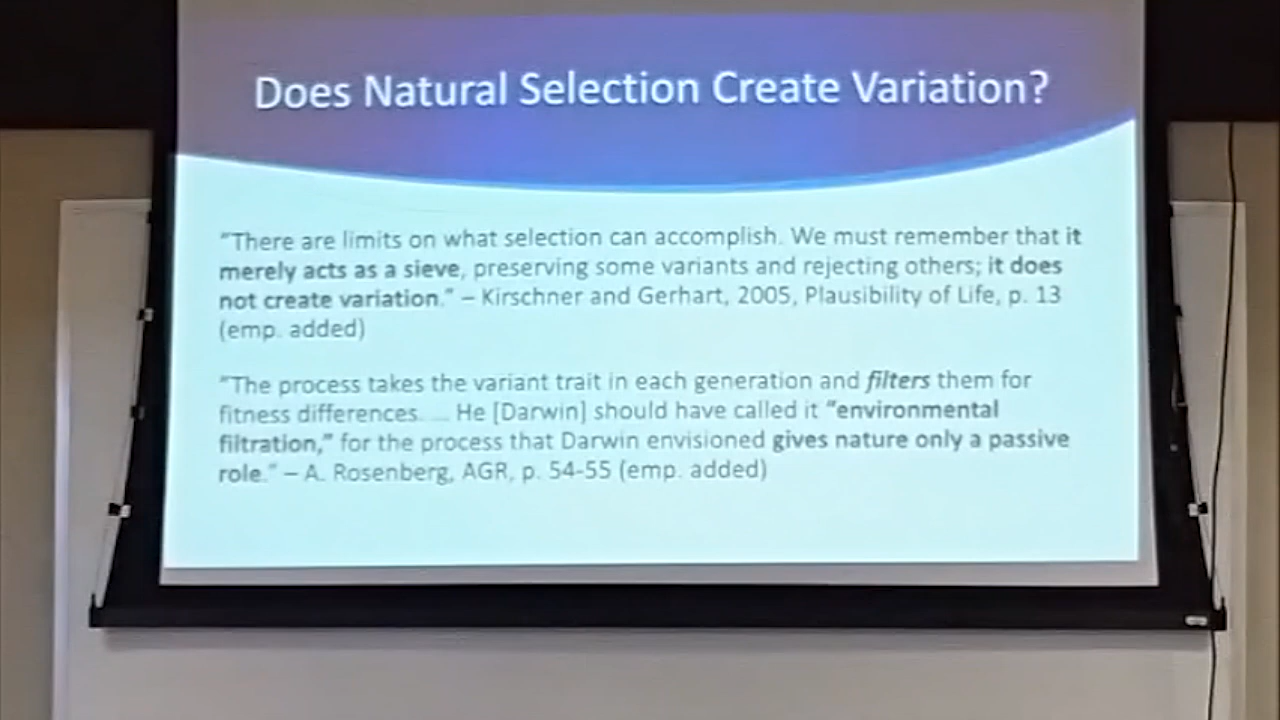 Does Natural Selection Create Variation?
“There are limits on what selection can accomplish. We must remember that it
merely acts as a sieve, preserving some variants and rejecting others; it does
not create variation.” – Kirschner and Gerhart, 2005, Plausibility of Life, p. 13
(emp. added)
“The process takes the variant trait in each generation and filters them for
fitness differences. ... He [Darwin] should have called it “environmental
filtration,” for the process that Darwin envisioned gives nature only a passive
role.” – A. Rosenberg, AGR, p. 54-55 (emp. added)